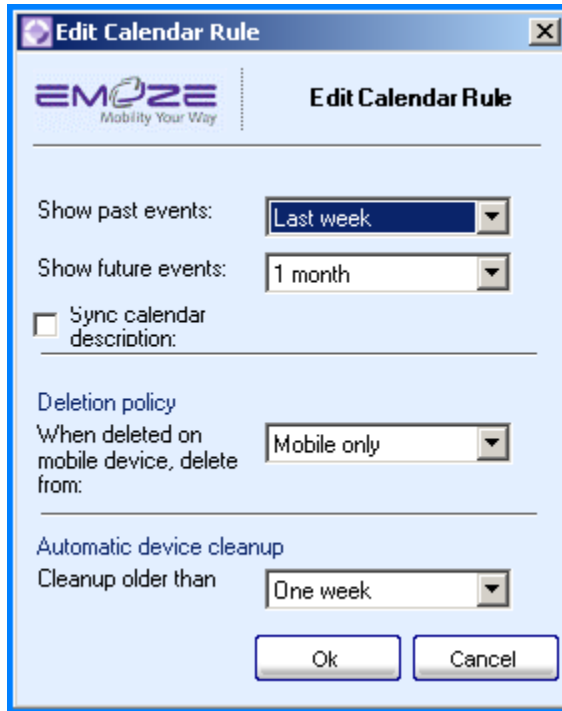 Edit Calendar Rule
EMOZE
Mobility Your Way
Edit Calendar Rule
Show past events:
Last week
Show future events:
1 month
Sync calendar
description:
Deletion policy
When deleted on
mobile device, delete
from:
Mobile only
Automatic device cleanup
Cleanup older than
One week
Ok
Cancel